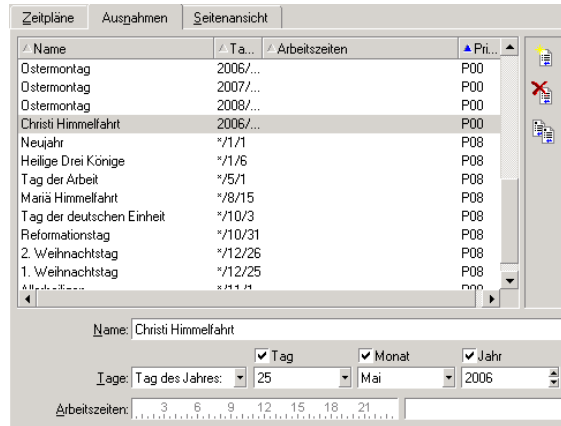 Zeitpläne Ausnahmen Seitenansicht
Name Ta... Arbeitszeiten Pri...
Ostermontag 2006/... P00
Ostermontag 2007/... P00
Ostermontag 2008/... P00
Christi Himmelfahrt 2006/... P00
Neujahr */1/1 P08
Heilige Drei Könige */1/6 P08
Tag der Arbeit */5/1 P08
Mariä Himmelfahrt */8/15 P08
Tag der deutschen Einheit */10/3 P08
Reformationstag */10/31 P08
2. Weihnachtstag */12/26 P08
1. Weihnachtstag */12/25 P08
Name: Christi Himmelfahrt
Tag Monat Jahr
Tage: Tag des Jahres: 25 Mai 2006
Arbeitszeiten: 3 6 9 12 15 18 21